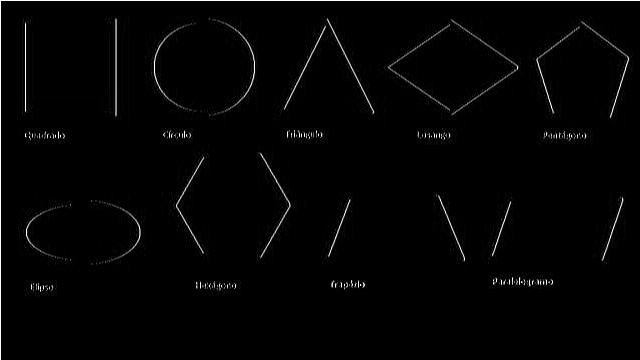 Quadrado
Círculo
Triângulo
Losango
Pentágono
Elipse
Hexágono
Trapézio
Paralelogramo